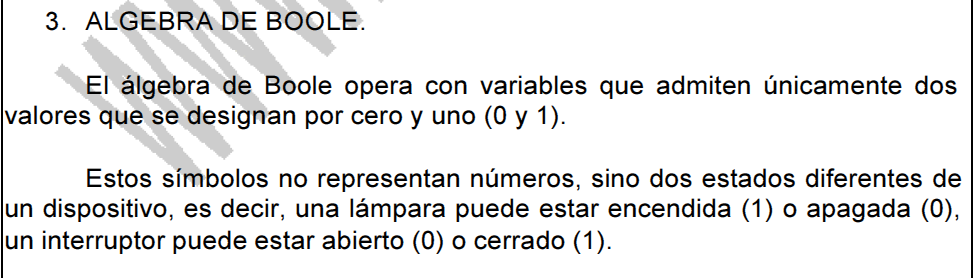 3. ALGEBRA DE BOOLE.
El álgebra de Boole opera con variables que admiten únicamente dos
valores que se designan por cero y uno (0 y 1).
Estos símbolos no representan números, sino dos estados diferentes de
un dispositivo, es decir, una lámpara puede estar encendida (1) o apagada (0),
un interruptor puede estar abierto (0) o cerrado (1).